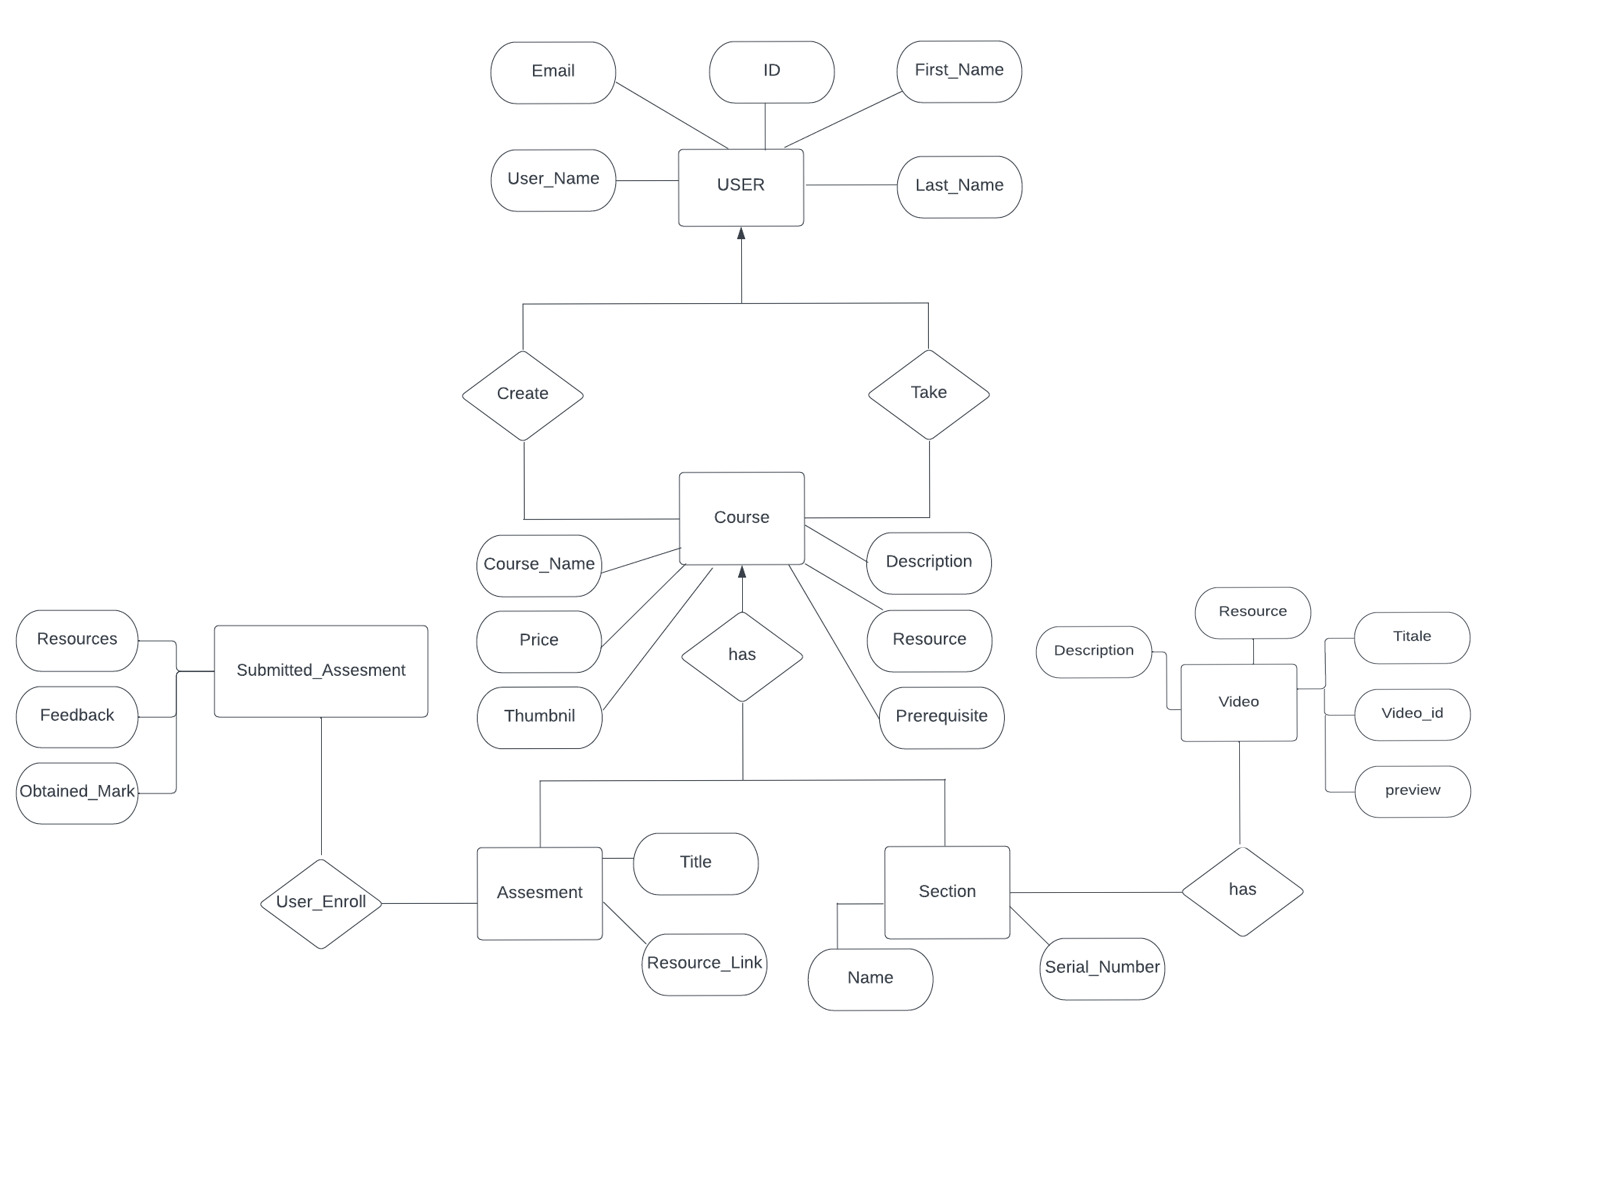 Email
ID
First_Name
User_Name
USER
Last_Name
Create
Take
Course
Course_Name
Description
Price
Resource
has
Thumbnil
Prerequisite
Resources
Submitted_Assesment
Feedback
Obtained_Mark
Resource
Description
Titale
Video
Video_id
preview
User_Enroll
Assesment
Title
Resource_Link
Section
has
Name
Serial_Number